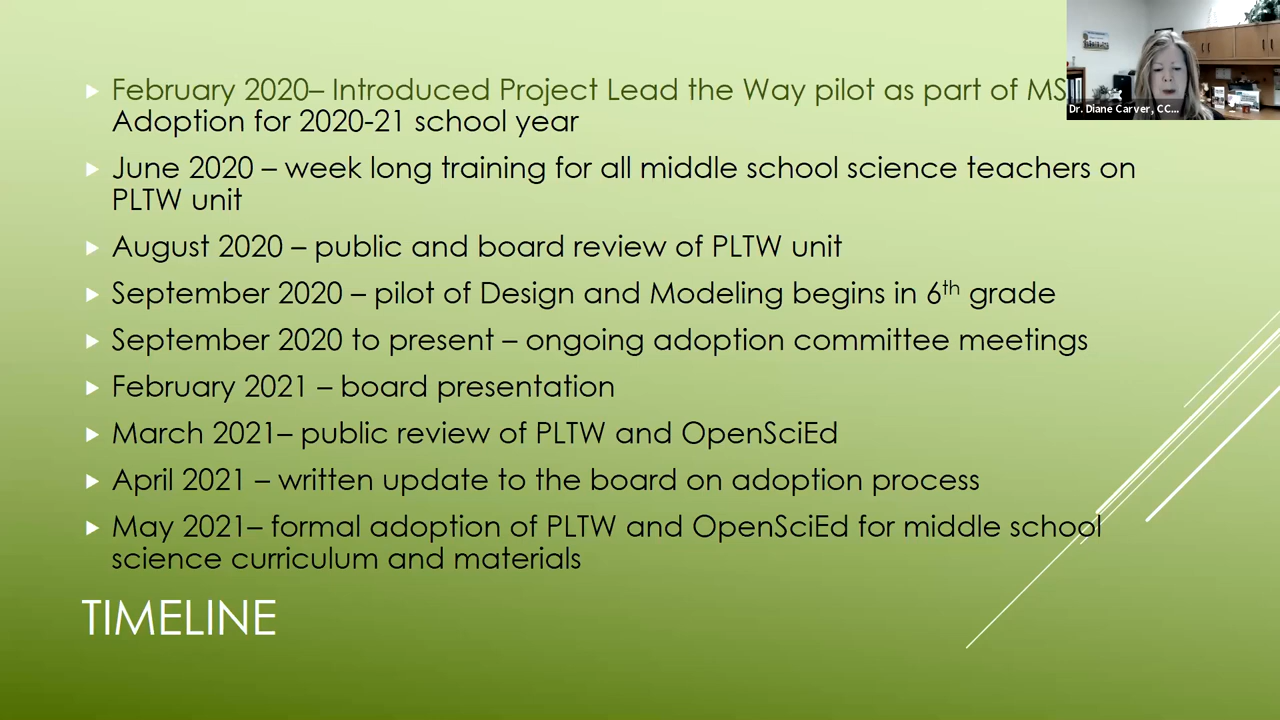 February 2020– Introduced Project Lead the Way pilot as part of MS
Adoption for 2020-21 school year
June 2020 – week long training for all middle school science teachers on
PLTW unit
August 2020 – public and board review of PLTW unit
September 2020 – pilot of Design and Modeling begins in 6th grade
September 2020 to present – ongoing adoption committee meetings
February 2021 – board presentation
March 2021– public review of PLTW and OpenSciEd
April 2021 – written update to the board on adoption process
May 2021– formal adoption of PLTW and OpenSciEd for middle school
science curriculum and materials
TIMELINE
Dr. Diane Carver, CC...